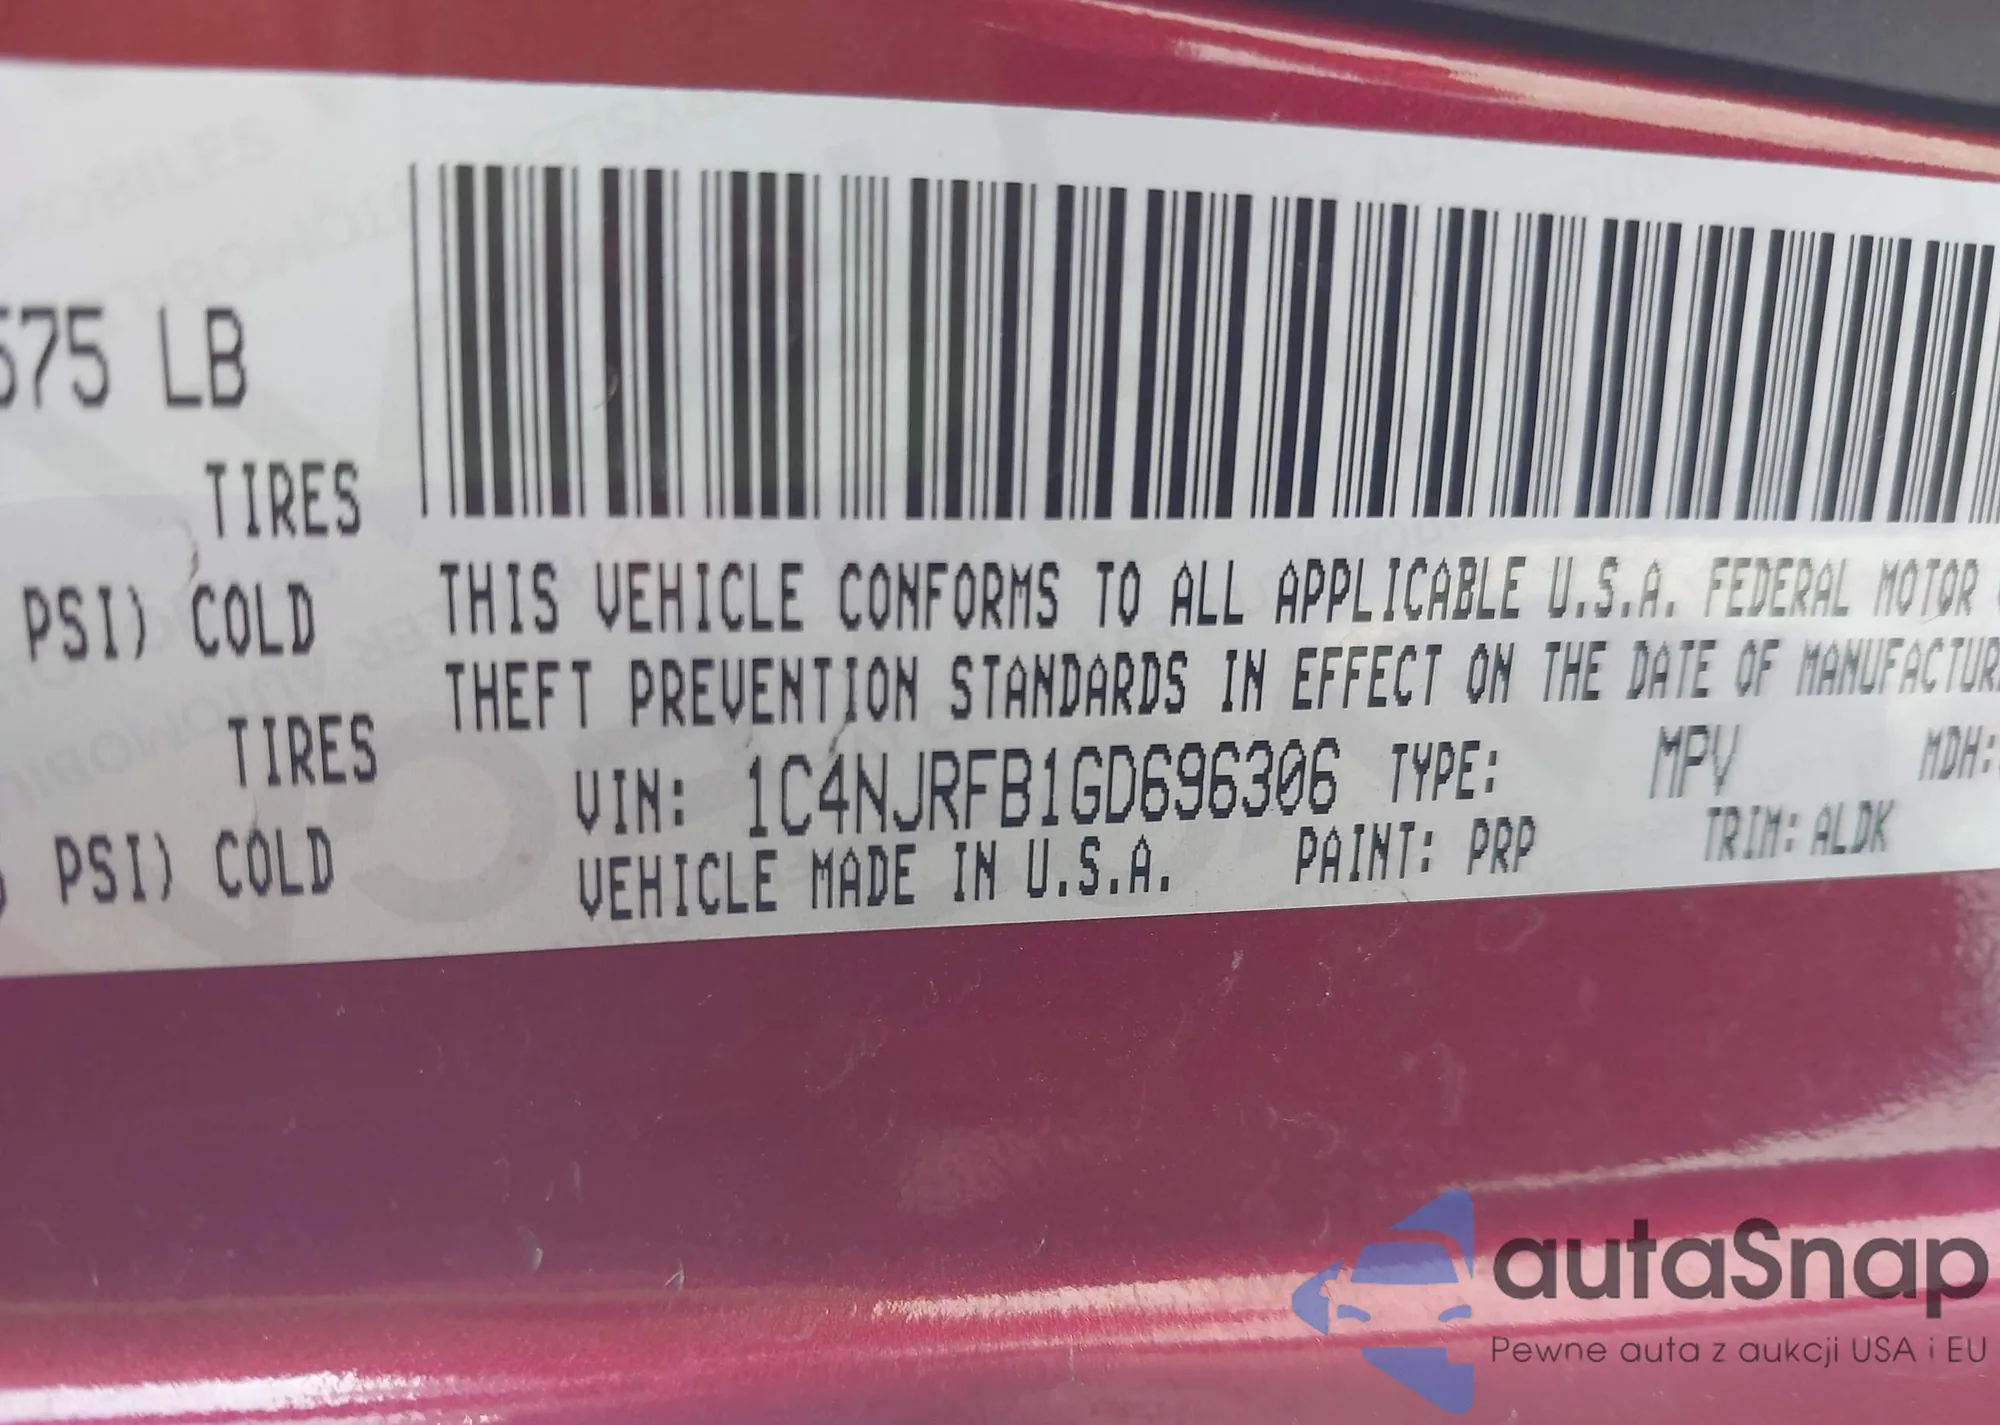 575 LB
TIRES
PSI) COLD
TIRES
PSI) COLD
THIS VEHICLE CONFORMS TO ALL APPLICABLE U.S.A. FEDERAL MOTOR
THEFT PREVENTION STANDARDS IN EFFECT ON THE DATE OF MANUFACTUR
VIN: 1C4NJRFB1GD696306 TYPE: MPV MDH:
VEHICLE MADE IN U.S.A. PAINT: PRP TRIM: ALDK
autaSnap
Pewne auta z aukcji USA i EU